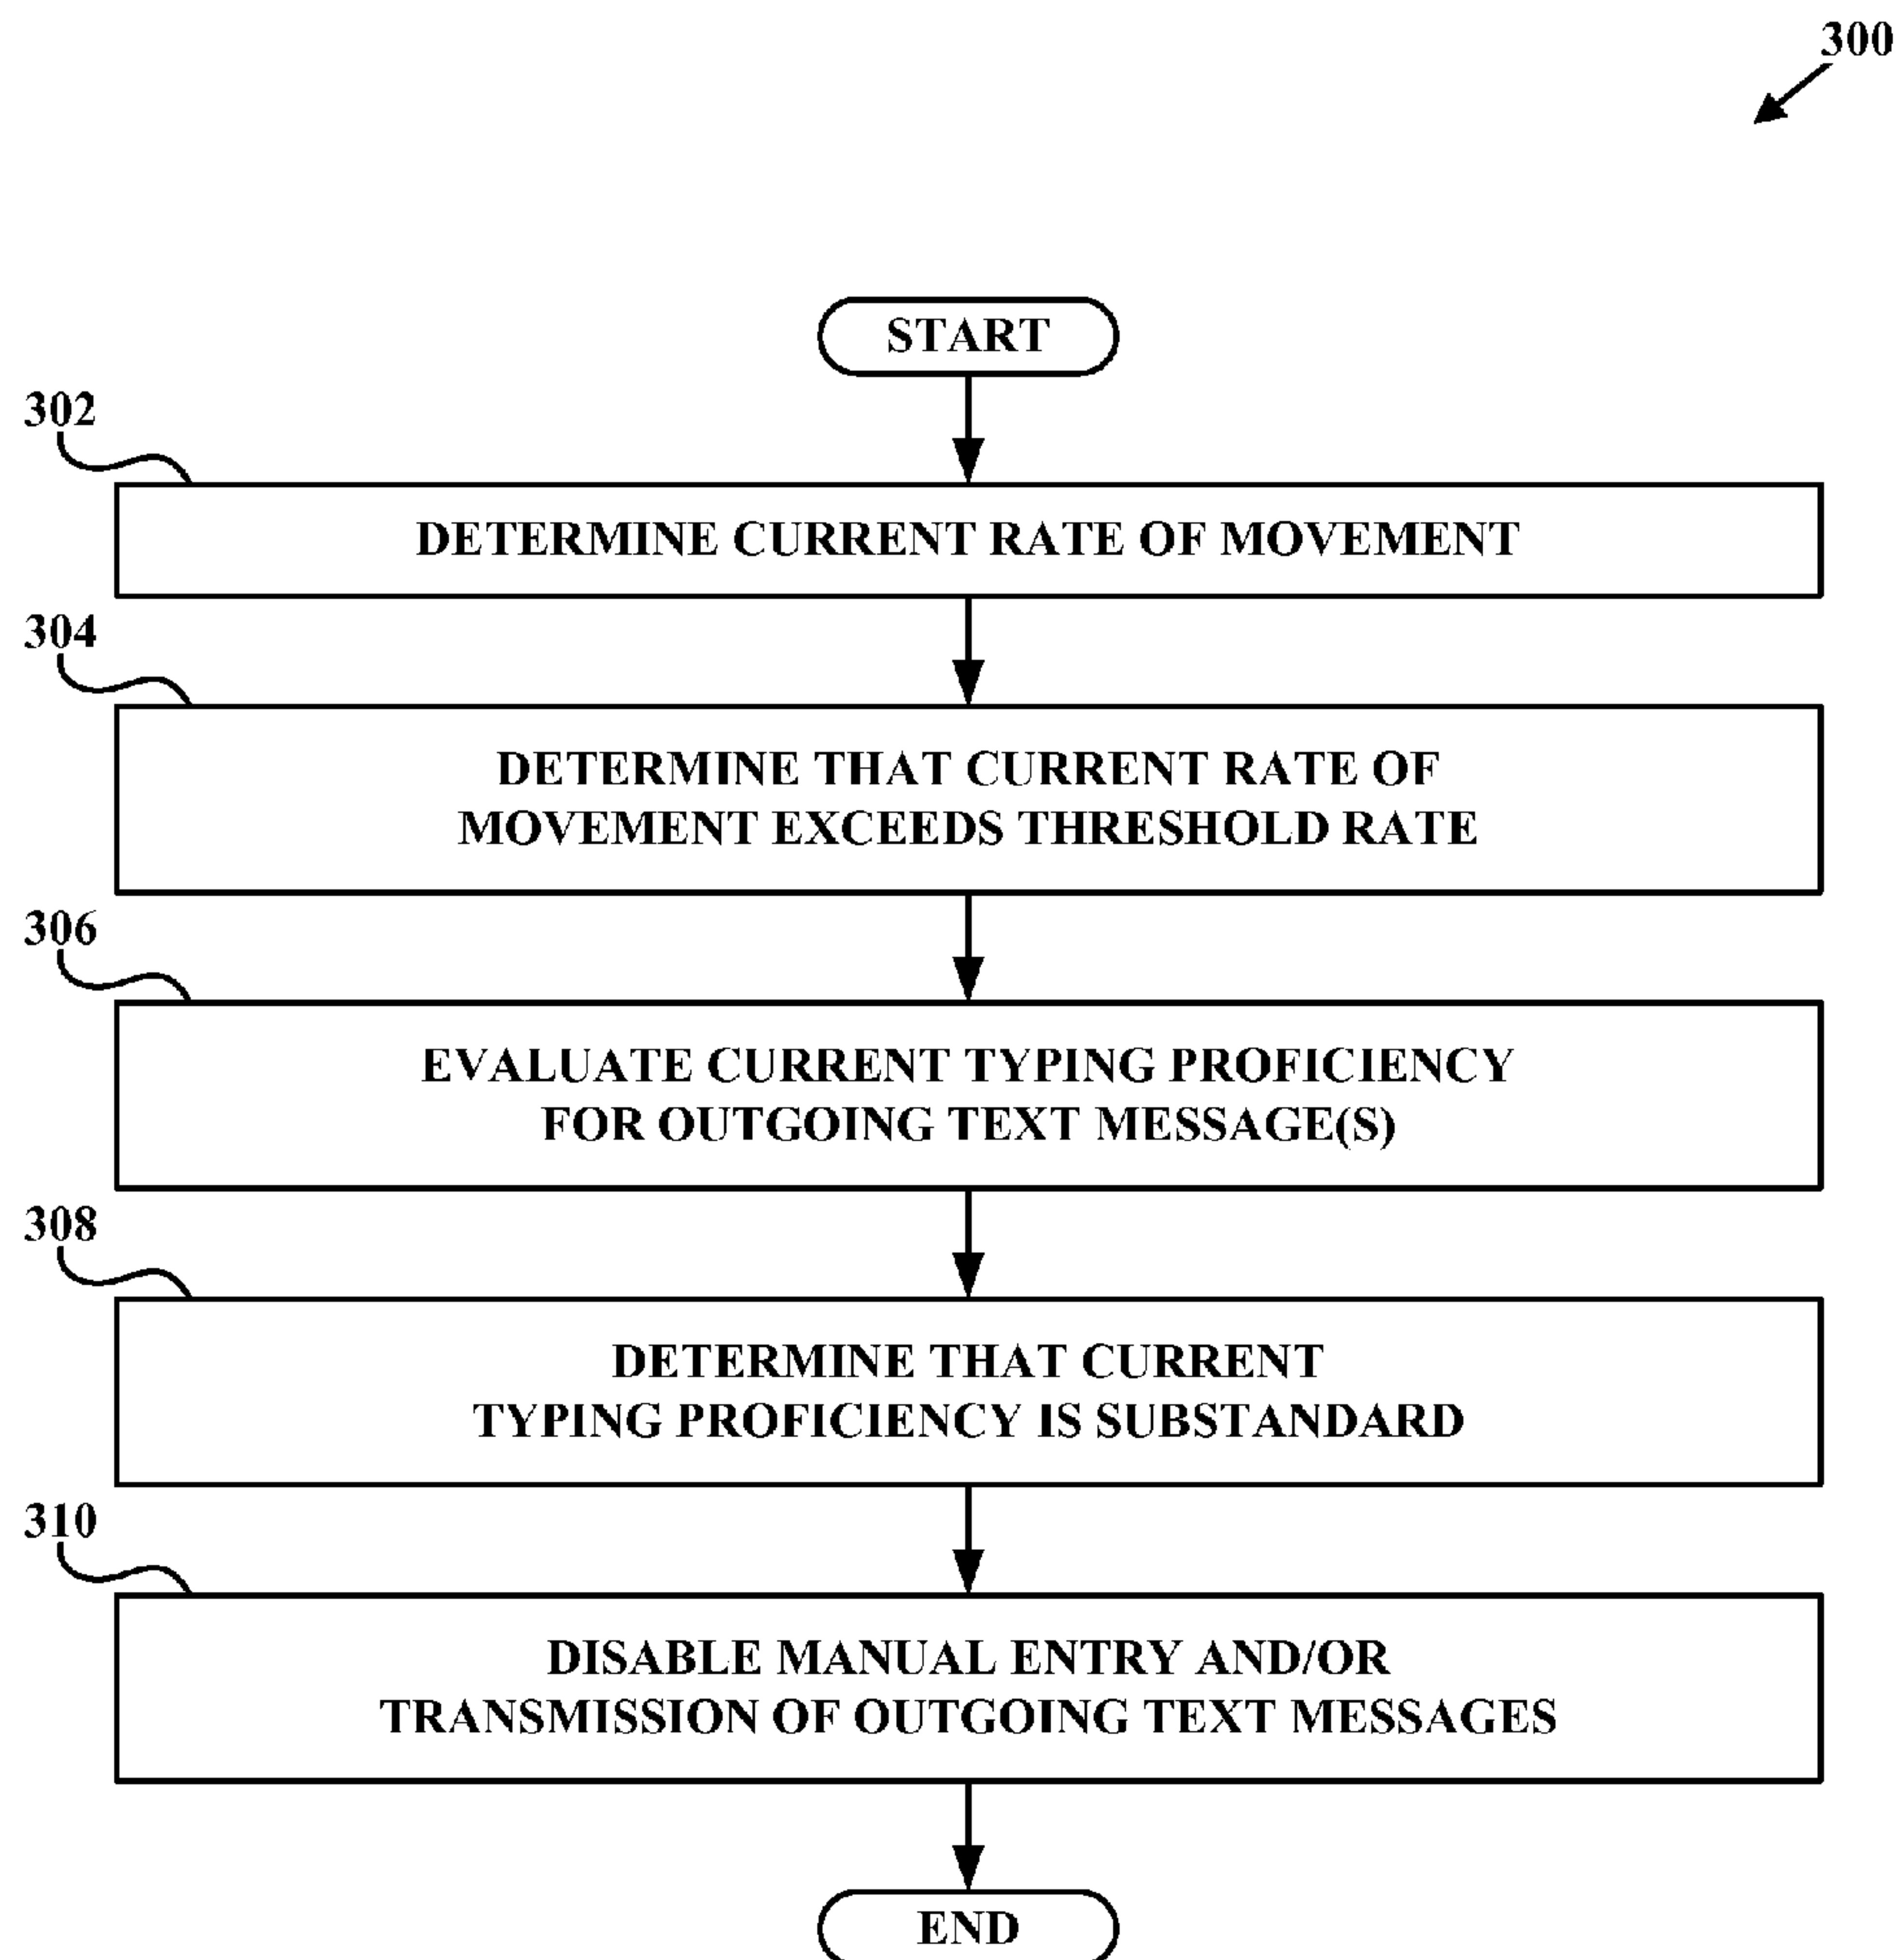 300
START
302
DETERMINE CURRENT RATE OF MOVEMENT
304
DETERMINE THAT CURRENT RATE OF
MOVEMENT EXCEEDS THRESHOLD RATE
306
EVALUATE CURRENT TYPING PROFICIENCY
FOR OUTGOING TEXT MESSAGE(S)
308
DETERMINE THAT CURRENT
TYPING PROFICIENCY IS SUBSTANDARD
310
DISABLE MANUAL ENTRY AND/OR
TRANSMISSION OF OUTGOING TEXT MESSAGES
END